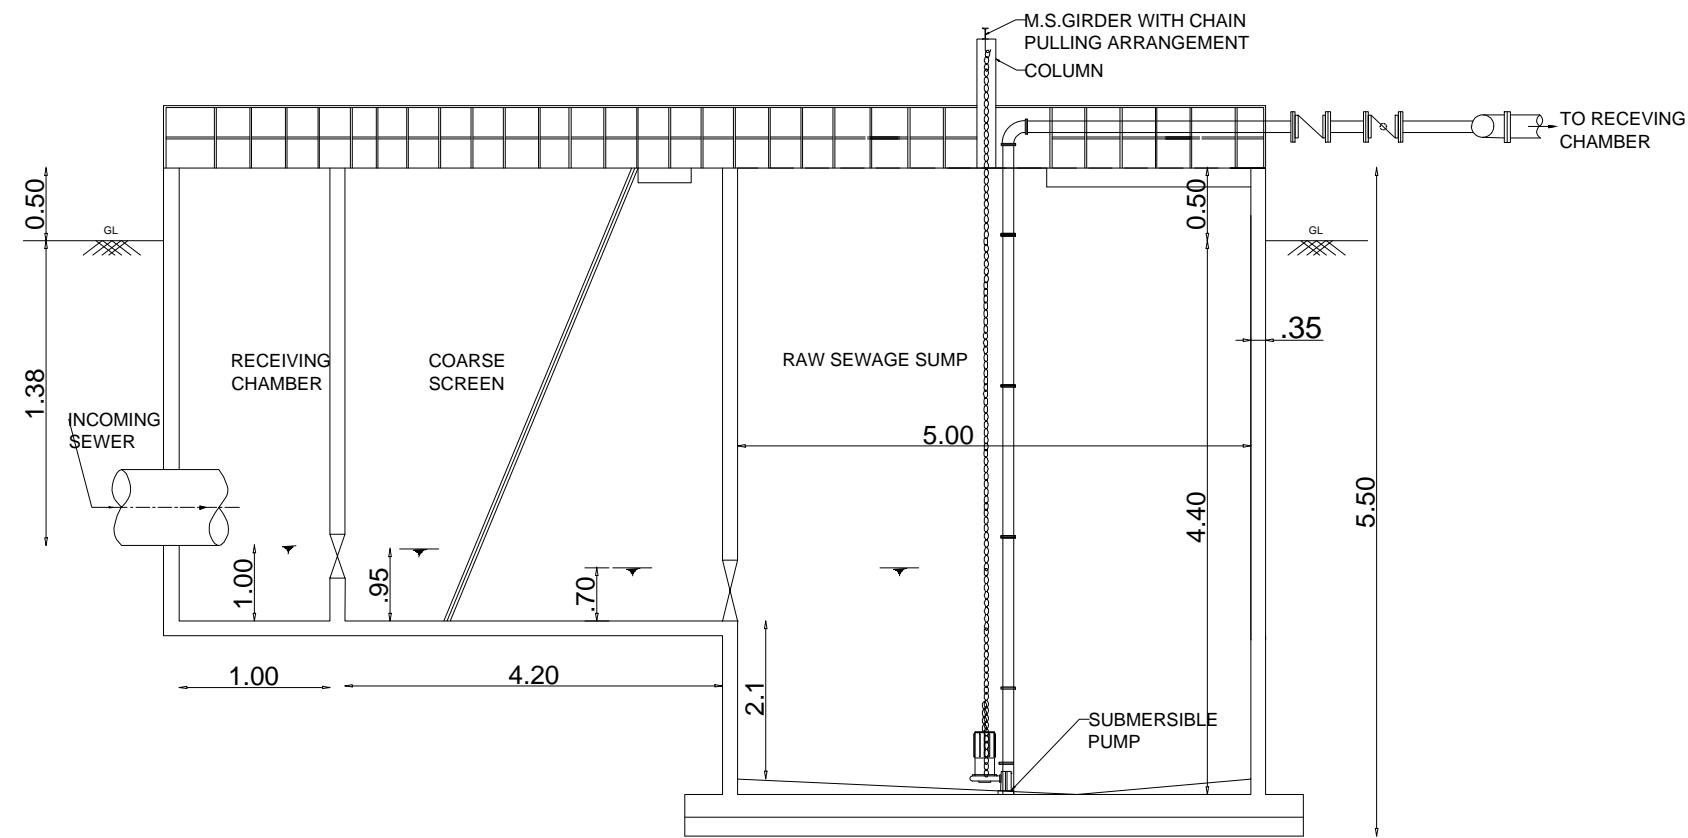 M.S.GIRDER WITH CHAIN
PULLING ARRANGEMENT
COLUMN
TO RECEVING
CHAMBER
0.50
0.50
GL
GL
.35
RECEIVING
CHAMBER
COARSE
SCREEN
RAW SEWAGE SUMP
1.38
INCOMING
SEWER
5.00
4.40
5.50
1.00
.95
.70
1.00
4.20
2.1
SUBMERSIBLE
PUMP